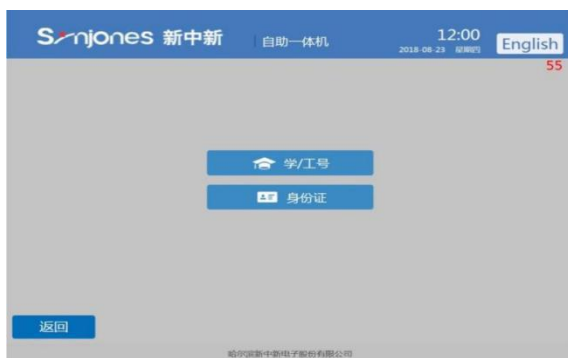 Synjones 新中新
自助一体机
12:00
2018-08-23 星期四
English
55
学/工号
身份证
返回
哈尔滨新中新电子股份有限公司